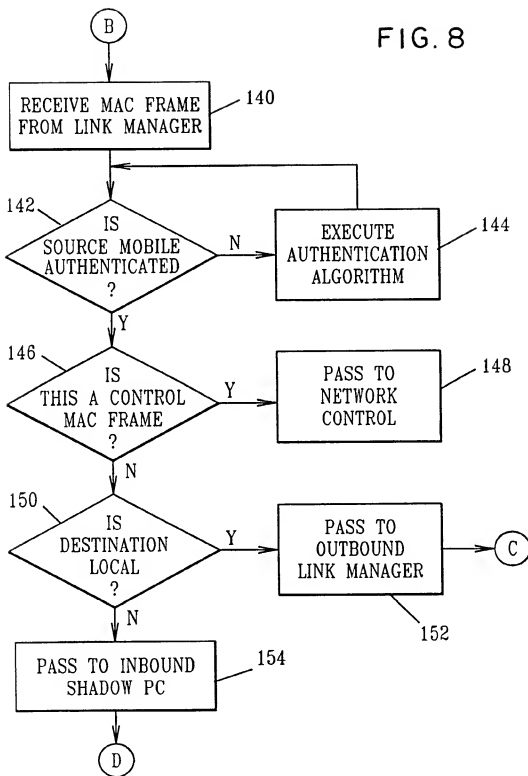 B
FIG. 8
RECEIVE MAC FRAME
FROM LINK MANAGER
140
142
IS
SOURCE MOBILE
AUTHENTICATED
?
N
EXECUTE
AUTHENTICATION
ALGORITHM
144
Y
146
IS
THIS A CONTROL
MAC FRAME
?
Y
PASS TO
NETWORK
CONTROL
148
N
150
IS
DESTINATION
LOCAL
?
Y
PASS TO
OUTBOUND
LINK MANAGER
C
152
N
PASS TO INBOUND
SHADOW PC
154
D